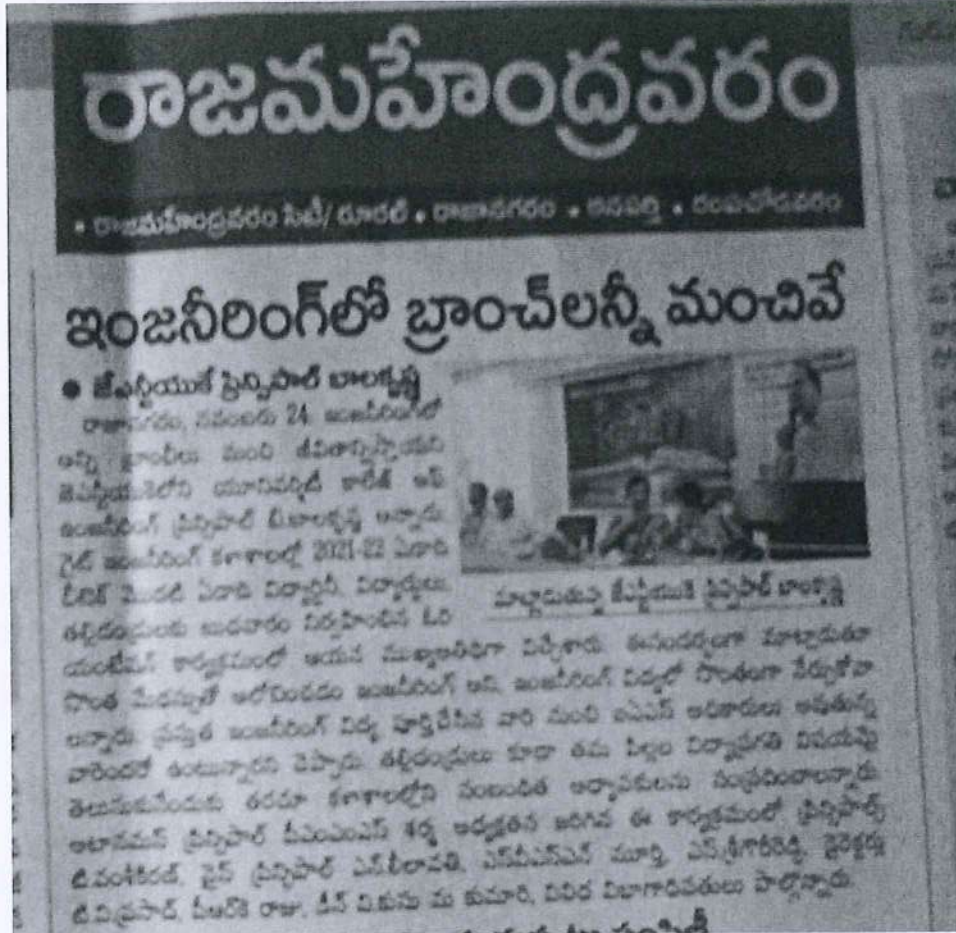 రాజమహేంద్రవరం
• రాజమహేంద్రవరం సిటీ/ రూరల్ • రాజానగరం • అనపర్తి • రంపచోడవరం
ఇంజనీరింగ్‌లో బ్రాంచ్‌లన్నీ మంచివే
• జేఎన్టీయుకే ప్రిన్సిపాల్ బాలకృష్ణ
రాజానగరం, నవంబరు 24: ఇంజనీరింగ్‌లో
అన్ని బ్రాంచీలు మంచి జీవితాన్నిస్తాయని
జెఎన్టీయుకెలోని యూనివర్సిటీ కాలేజీ ఆఫ్
ఇంజనీరింగ్ ప్రిన్సిపాల్ బాలకృష్ణ అన్నారు.
గైట్ ఇంజనీరింగ్ కళాశాలల్లో 2021-22 ఏడాది
బీటెక్ మొదటి ఏడాది విద్యార్థినీ, విద్యార్థులు,
తల్లిదండ్రులకు బుధవారం నిర్వహించిన ఓరి
మాట్లాడుతున్న జేఎన్టీయుకె ప్రిన్సిపాల్ బాలకృష్ణ
యంటేషన్ కార్యక్రమంలో ఆయన ముఖ్యఅతిథిగా విచ్చేశారు. ఈసందర్భంగా మాట్లాడుతూ
సొంత మేధస్సుతో ఆలోచించడం ఇంజనీరింగ్ అని, ఇంజనీరింగ్ విద్యలో సొంతంగా నేర్చుకోవా
లన్నారు. ప్రస్తుత ఇంజనీరింగ్ విద్య పూర్తిచేసిన వారి నుంచి ఐఏఎస్ అధికారులు అవుతున్న
వారెందరో ఉంటున్నారని చెప్పారు. తల్లిదండ్రులు కూడా తమ పిల్లల విద్యాప్రగతి విషయమై
తెలుసుకునేందుకు తరచూ కళాశాలల్లోని సంబంధిత అధ్యాపకులను సంప్రదించాలన్నారు.
అటానమస్ ప్రిన్సిపాల్ పీఎంఎంఎస్ శర్మ అధ్యక్షతన జరిగిన ఈ కార్యక్రమంలో ప్రిన్సిపాల్స్
టి.వంశీకిరణ్, వైస్ ప్రిన్సిపాల్ ఎన్.లీలావతి, ఎస్‌వీఎస్ఎన్ మూర్తి, ఎస్.శ్రీగౌరిరెడ్డి, డైరెక్టర్లు
టి.వి.ప్రసాద్, పీఆర్‌కె రాజు, డీన్ వి.కుసు మ కుమారి, వివిధ విభాగాధిపతులు పాల్గొన్నారు.